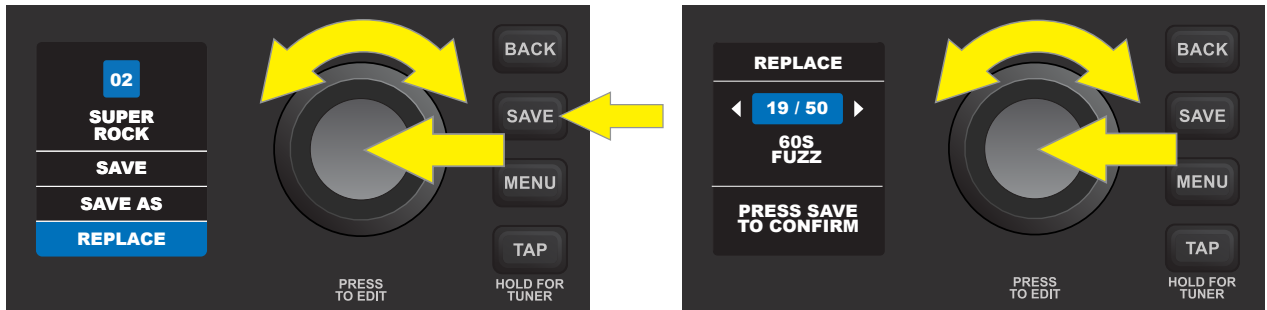 02
SUPER
ROCK
SAVE
SAVE AS
REPLACE
BACK
SAVE
MENU
TAP
PRESS
TO EDIT
HOLD FOR
TUNER
REPLACE
19 / 50
60S
FUZZ
PRESS SAVE
TO CONFIRM
BACK
SAVE
MENU
TAP
PRESS
TO EDIT
HOLD FOR
TUNER